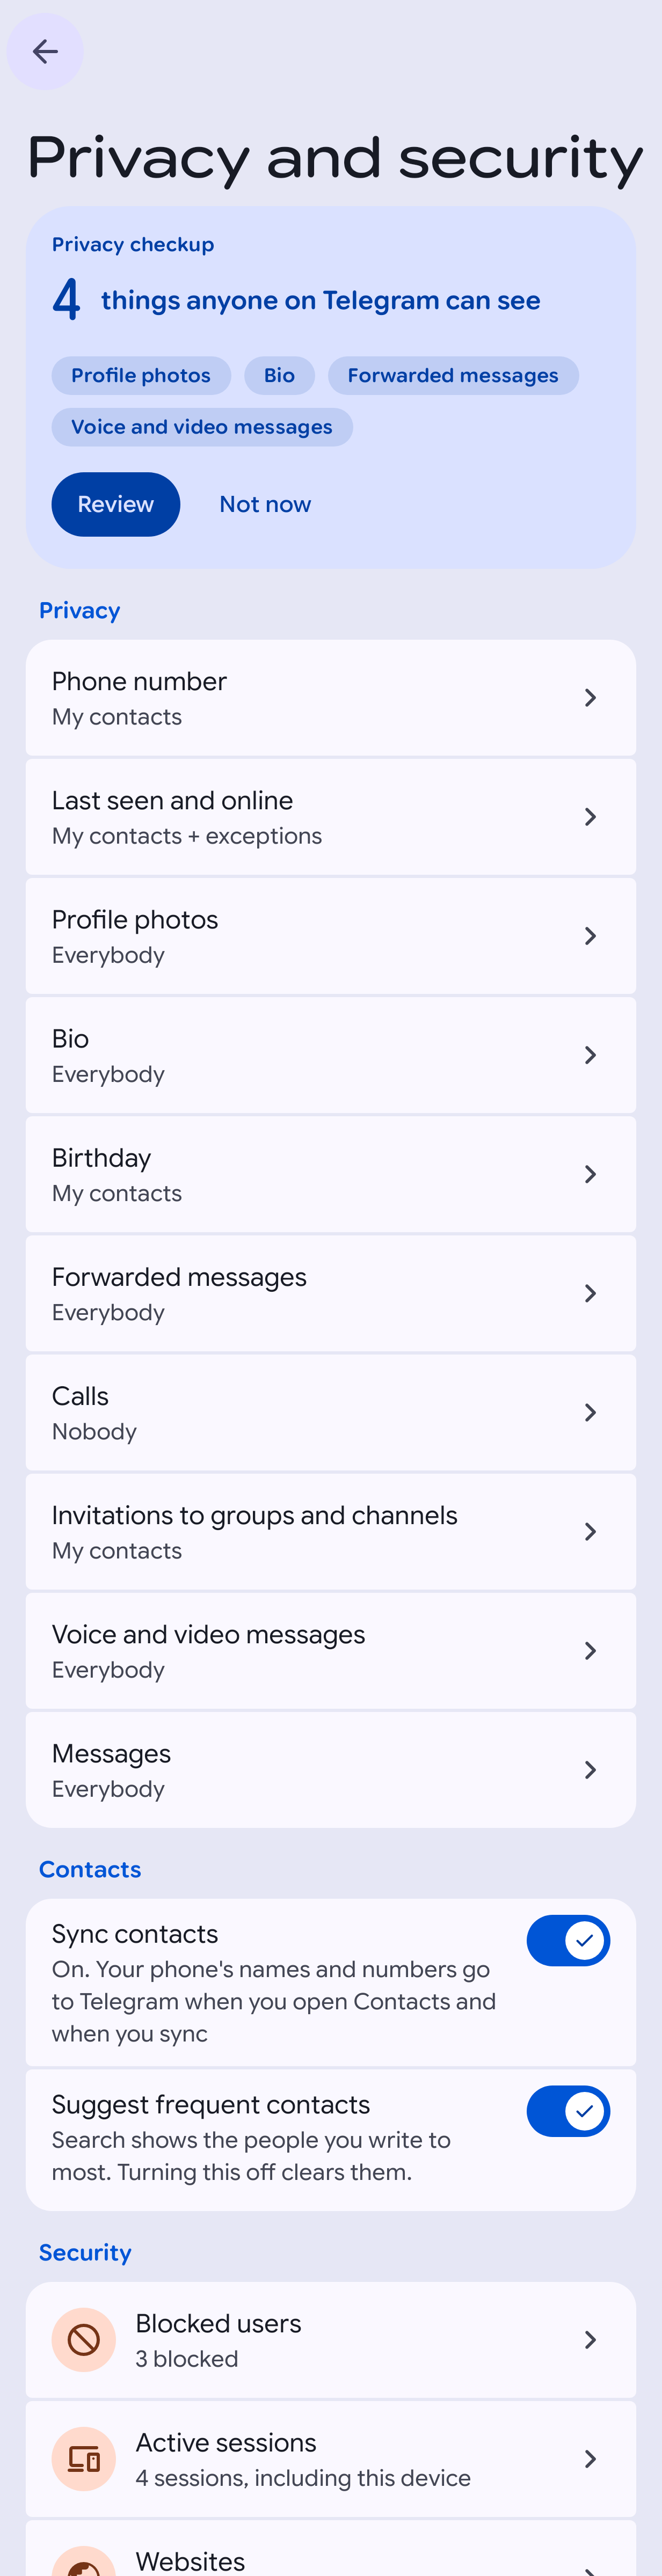 Privacy and security
Privacy checkup
4 things anyone on Telegram can see
Profile photos Bio Forwarded messages
Voice and video messages
Review Not now
Privacy
Phone number
My contacts
Last seen and online
My contacts + exceptions
Profile photos
Everybody
Bio
Everybody
Birthday
My contacts
Forwarded messages
Everybody
Calls
Nobody
Invitations to groups and channels
My contacts
Voice and video messages
Everybody
Messages
Everybody
Contacts
Sync contacts
On. Your phone's names and numbers go
to Telegram when you open Contacts and
when you sync
Suggest frequent contacts
Search shows the people you write to
most. Turning this off clears them.
Security
Blocked users
3 blocked
Active sessions
4 sessions, including this device
Websites